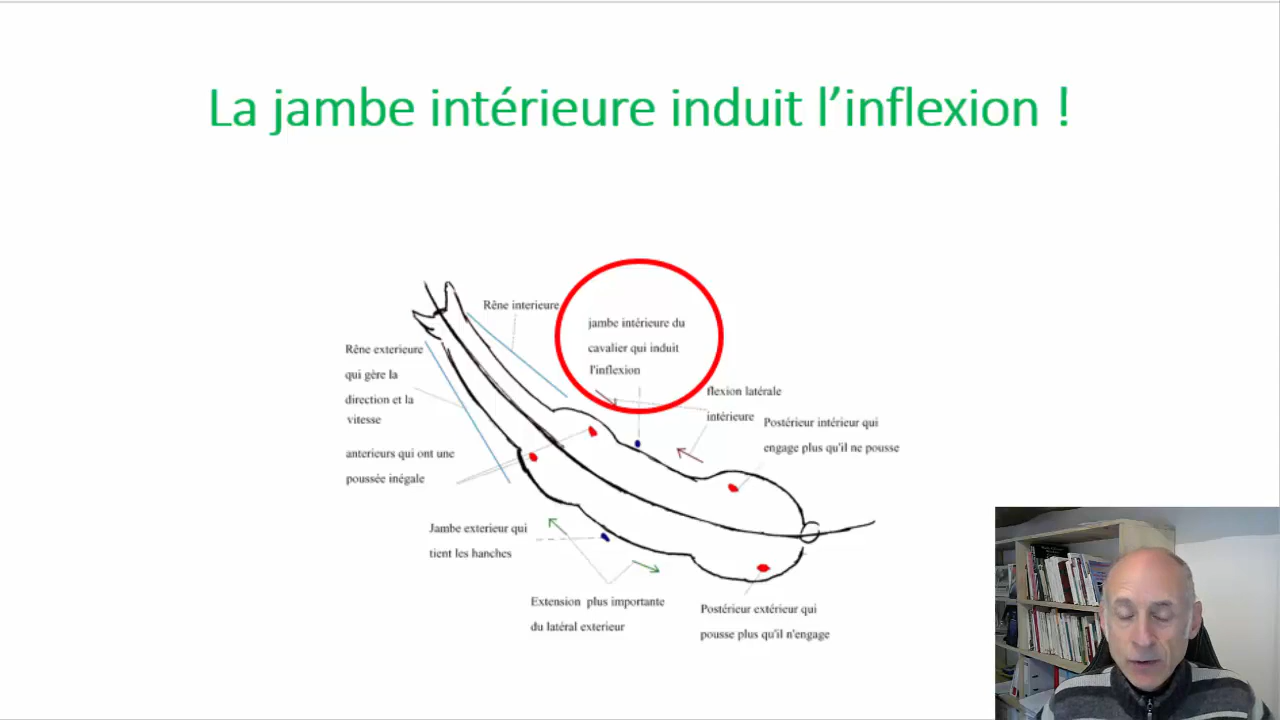 La jambe intérieure induit l’inflexion !
Rêne interieure
jambe intérieure du
cavalier qui induit
l'inflexion
Rêne exterieure
qui gère la
direction et la
vitesse
flexion latérale
intérieure
Postérieur intérieur qui
engage plus qu'il ne pousse
anterieurs qui ont une
poussée inégale
Jambe exterieur qui
tient les hanches
Extension plus importante
du latéral exterieur
Postérieur extérieur qui
pousse plus qu'il n'engage